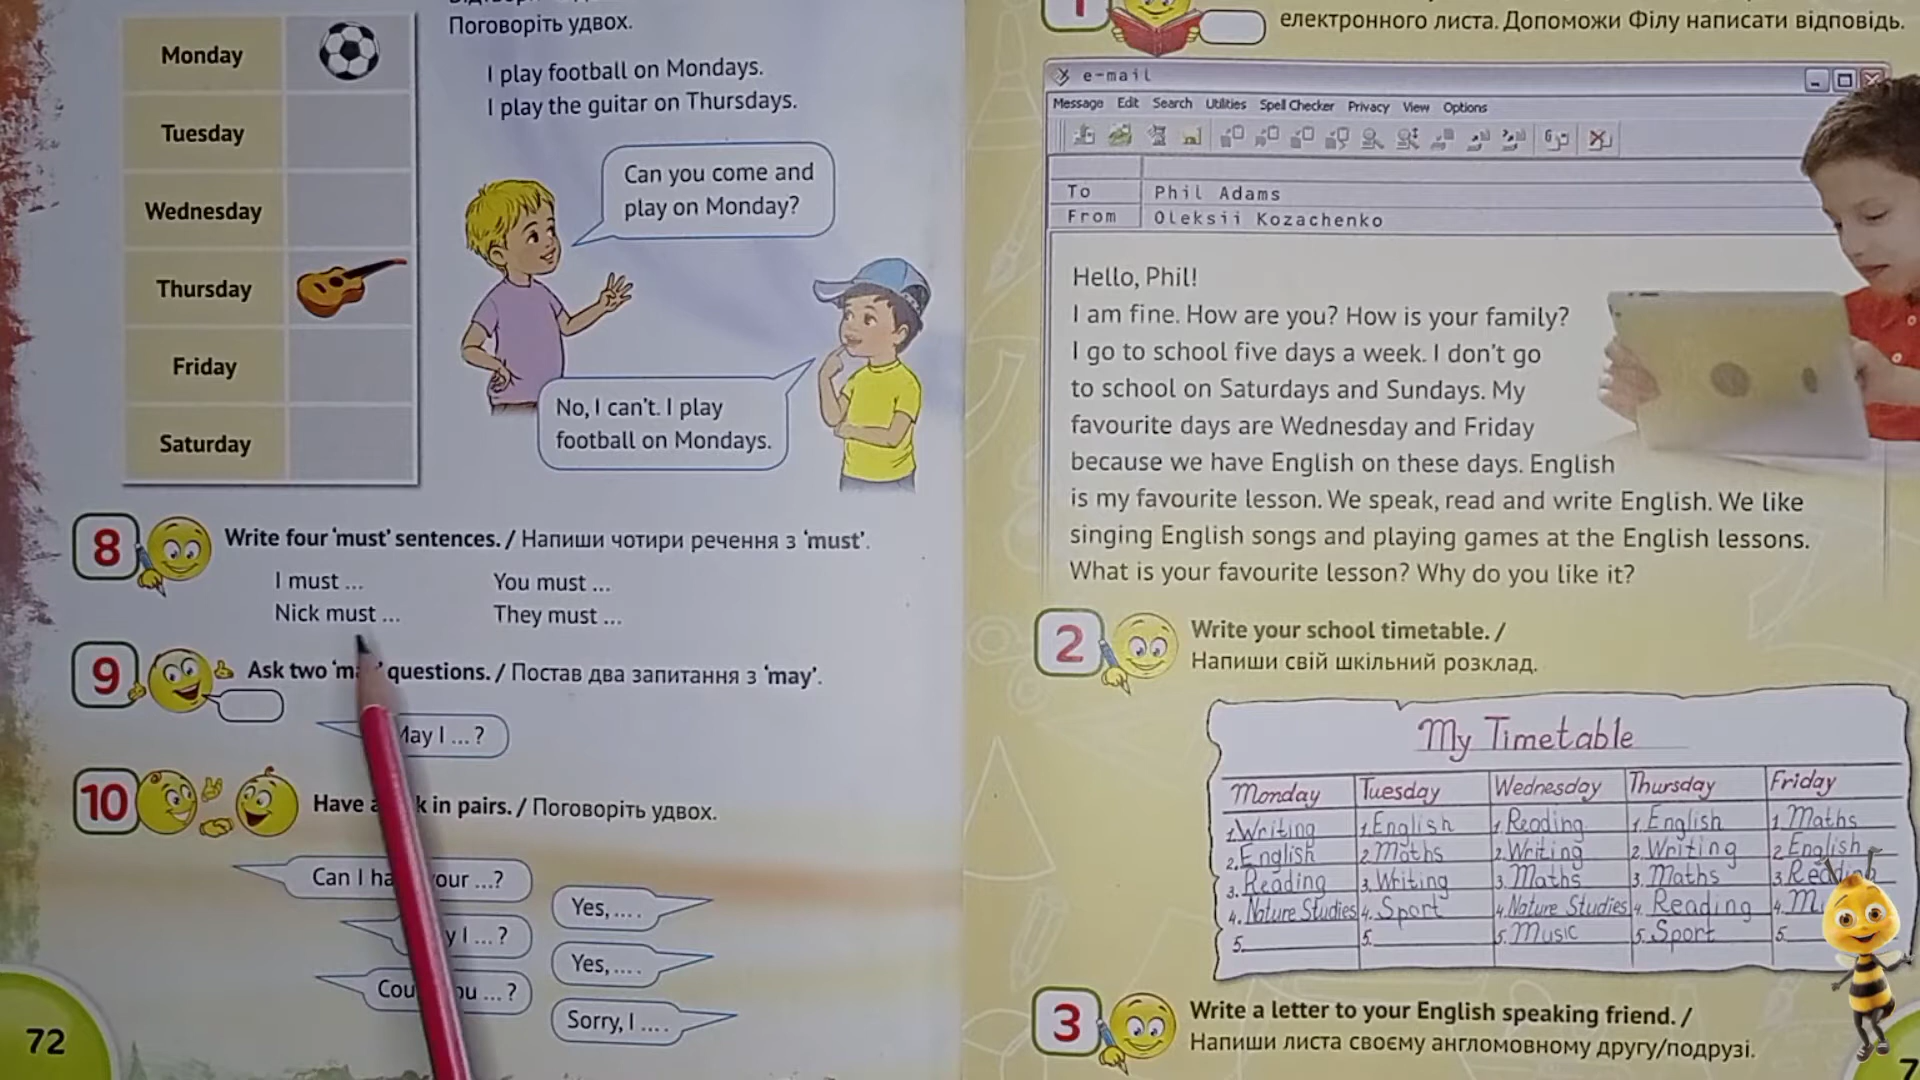 Поговоріть удвох.
Monday
Tuesday
Wednesday
Thursday
Friday
Saturday
I play football on Mondays.
I play the guitar on Thursdays.
Can you come and
play on Monday?
No, I can't. I play
football on Mondays.
8 Write four 'must' sentences. / Напиши чотири речення з 'must'.
I must ... You must ...
Nick must ... They must ...
9 Ask two questions. / Постав два запитання з 'may'.
May I ... ?
10 Have in pairs. / Поговоріть удвох.
Can I ...?
Yes, ....
I ... ?
Yes, ....
... ?
Sorry, I ....
72
електронного листа. Допоможи Філу написати відповідь.
e-mail
Message Edit Search Utilities Spell Checker Privacy View Options
To Phil Adams
From Oleksii Kozachenko
Hello, Phil!
I am fine. How are you? How is your family?
I go to school five days a week. I don't go
to school on Saturdays and Sundays. My
favourite days are Wednesday and Friday
because we have English on these days. English
is my favourite lesson. We speak, read and write English. We like
singing English songs and playing games at the English lessons.
What is your favourite lesson? Why do you like it?
2 Write your school timetable. /
Напиши свій шкільний розклад.
My Timetable
Monday Tuesday Wednesday Thursday Friday
1. Writing 1. English 1. Reading 1. English 1. Maths
2. English 2. Maths 2. Writing 2. Writing 2. English
3. Reading 3. Writing 3. Maths 3. Maths 3. Reading
4. Nature Studies 4. Sport 4. Nature Studies 4. Reading 4.
5. 5. 5. Music 5. Sport 5.
3 Write a letter to your English speaking friend. /
Напиши листа своєму англомовному другу/подрузі.